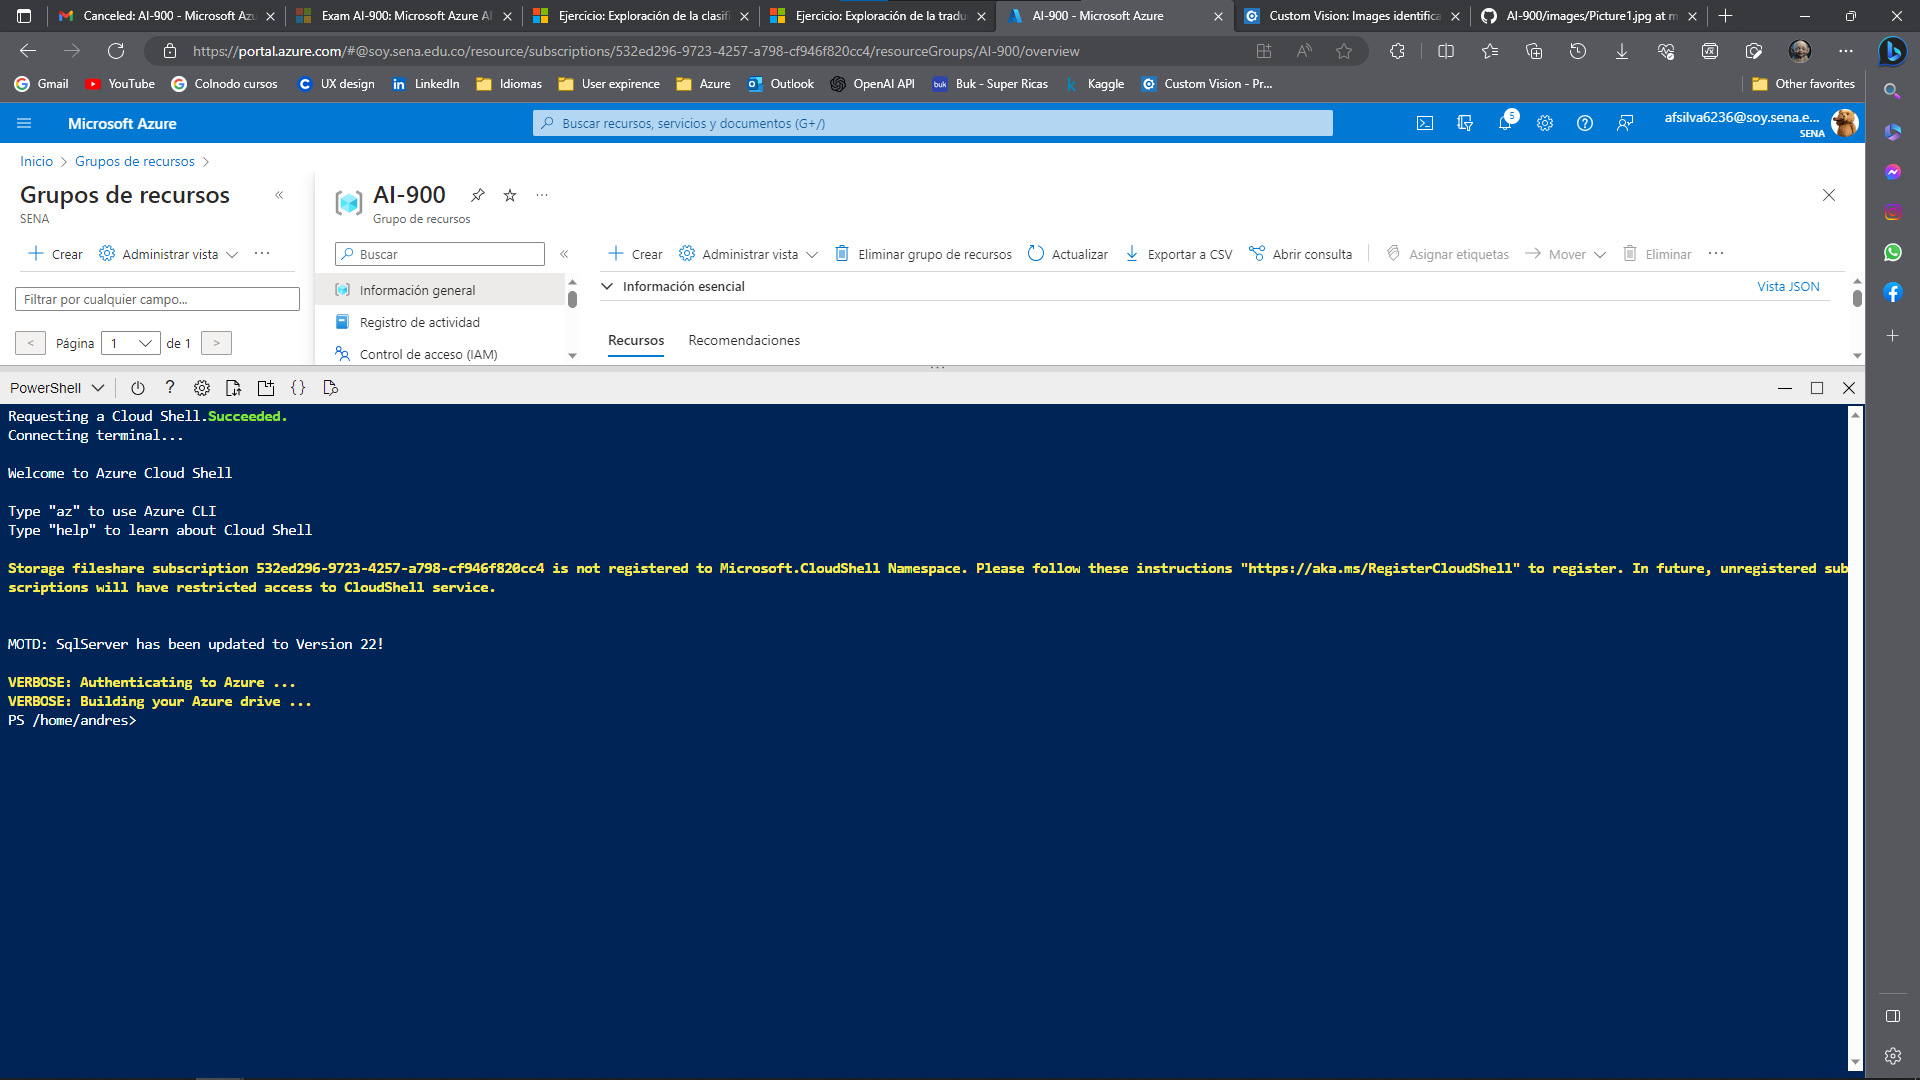 Canceled: AI-900 - Microsoft Azu
Exam AI-900: Microsoft Azure AI
Ejercicio: Exploración de la clasifi
Ejercicio: Exploración de la tradu
AI-900 - Microsoft Azure
Custom Vision: Images identifica
AI-900/images/Picture1.jpg at m
https://portal.azure.com/#@soy.sena.edu.co/resource/subscriptions/532ed296-9723-4257-a798-cf946f820cc4/resourceGroups/AI-900/overview
Gmail YouTube Colnodo cursos UX design LinkedIn Idiomas User expirence Azure Outlook OpenAI API Buk - Super Ricas Kaggle Custom Vision - Pr... Other favorites
Microsoft Azure
Buscar recursos, servicios y documentos (G+/)
5
afsilva6236@soy.sena.e...
SENA
Inicio > Grupos de recursos >
Grupos de recursos
SENA
Crear Administrar vista ...
Filtrar por cualquier campo...
< Página 1 de 1 >
AI-900
Grupo de recursos
Buscar
Información general
Registro de actividad
Control de acceso (IAM)
Crear Administrar vista Eliminar grupo de recursos Actualizar Exportar a CSV Abrir consulta Asignar etiquetas Mover Eliminar ...
Información esencial
Vista JSON
Recursos Recomendaciones
PowerShell
Requesting a Cloud Shell.Succeeded.
Connecting terminal...
Welcome to Azure Cloud Shell
Type "az" to use Azure CLI
Type "help" to learn about Cloud Shell
Storage fileshare subscription 532ed296-9723-4257-a798-cf946f820cc4 is not registered to Microsoft.CloudShell Namespace. Please follow these instructions "https://aka.ms/RegisterCloudShell" to register. In future, unregistered sub
scriptions will have restricted access to CloudShell service.
MOTD: SqlServer has been updated to Version 22!
VERBOSE: Authenticating to Azure ...
VERBOSE: Building your Azure drive ...
PS /home/andres>